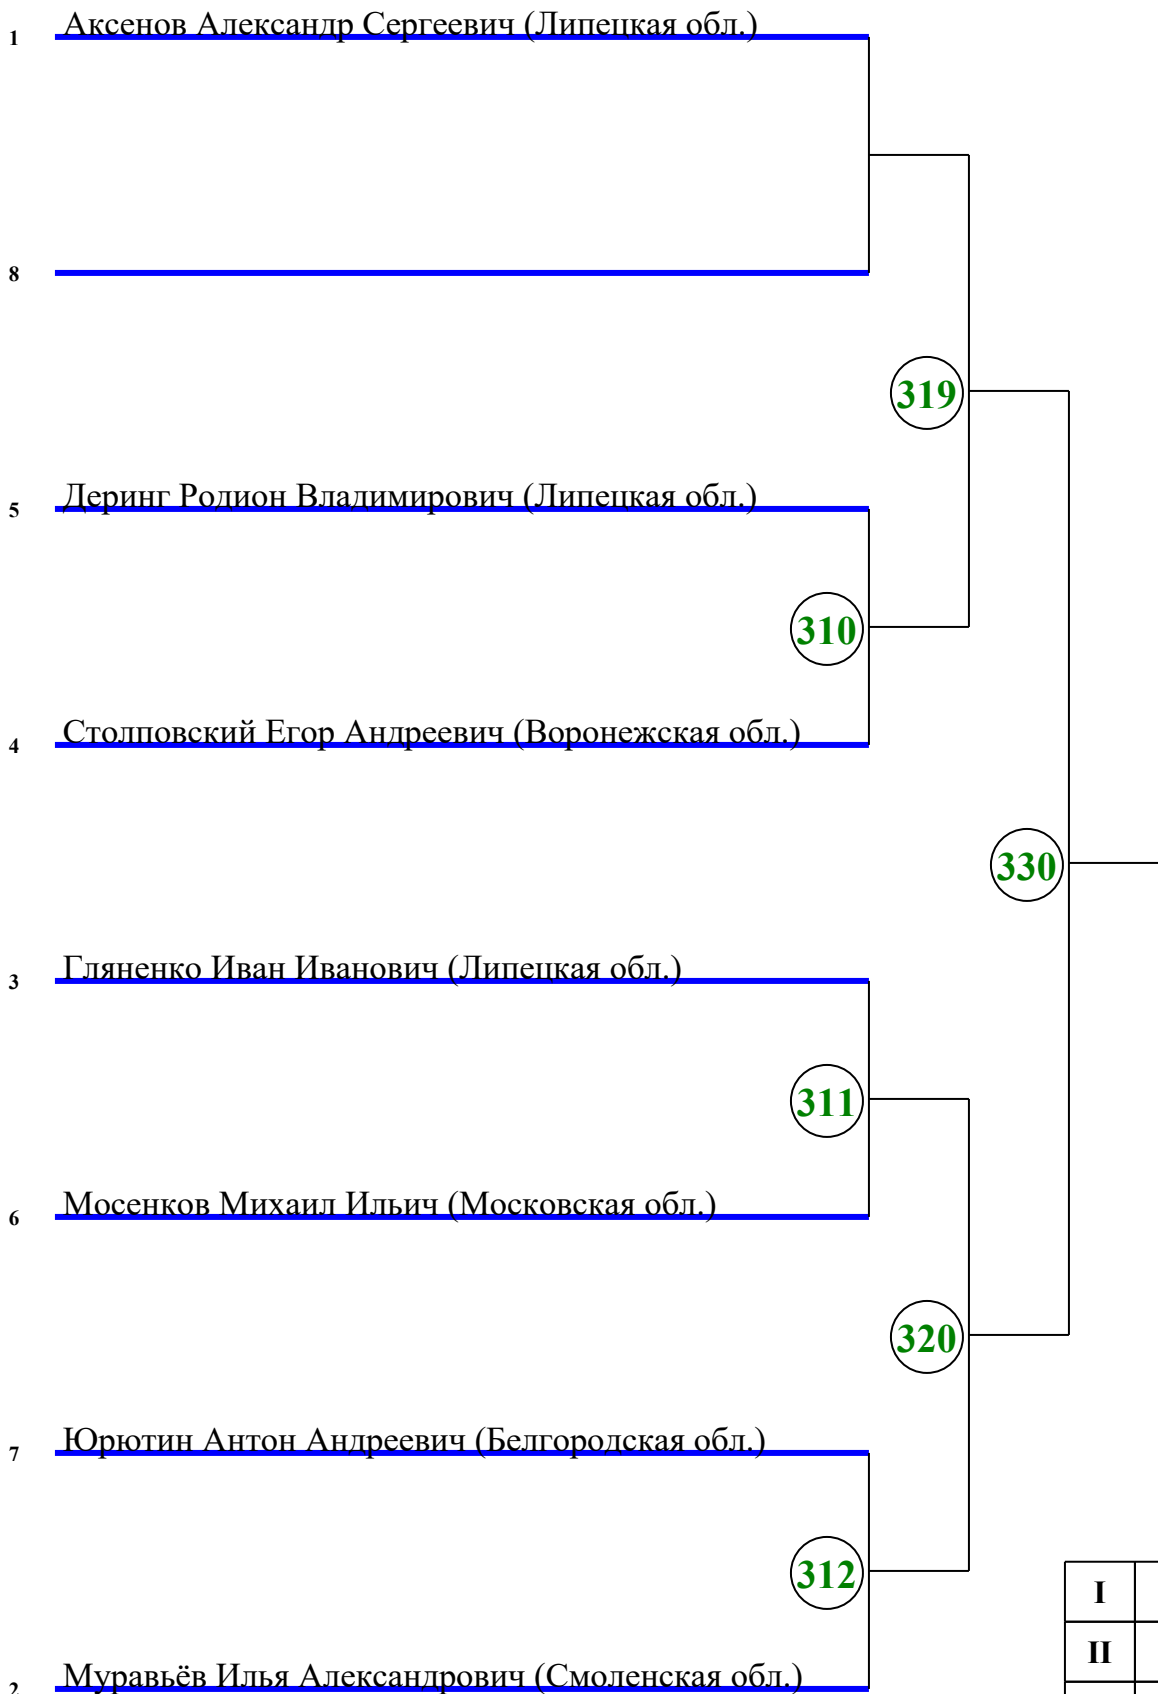 1 Аксенов Александр Сергеевич (Липецкая обл.)
8
319
5 Деринг Родион Владимирович (Липецкая обл.)
310
4 Столповский Егор Андреевич (Воронежская обл.)
330
3 Гляненко Иван Иванович (Липецкая обл.)
311
6 Мосенков Михаил Ильич (Московская обл.)
320
7 Юрютин Антон Андреевич (Белгородская обл.)
312
I
II
2 Муравьёв Илья Александрович (Смоленская обл.)